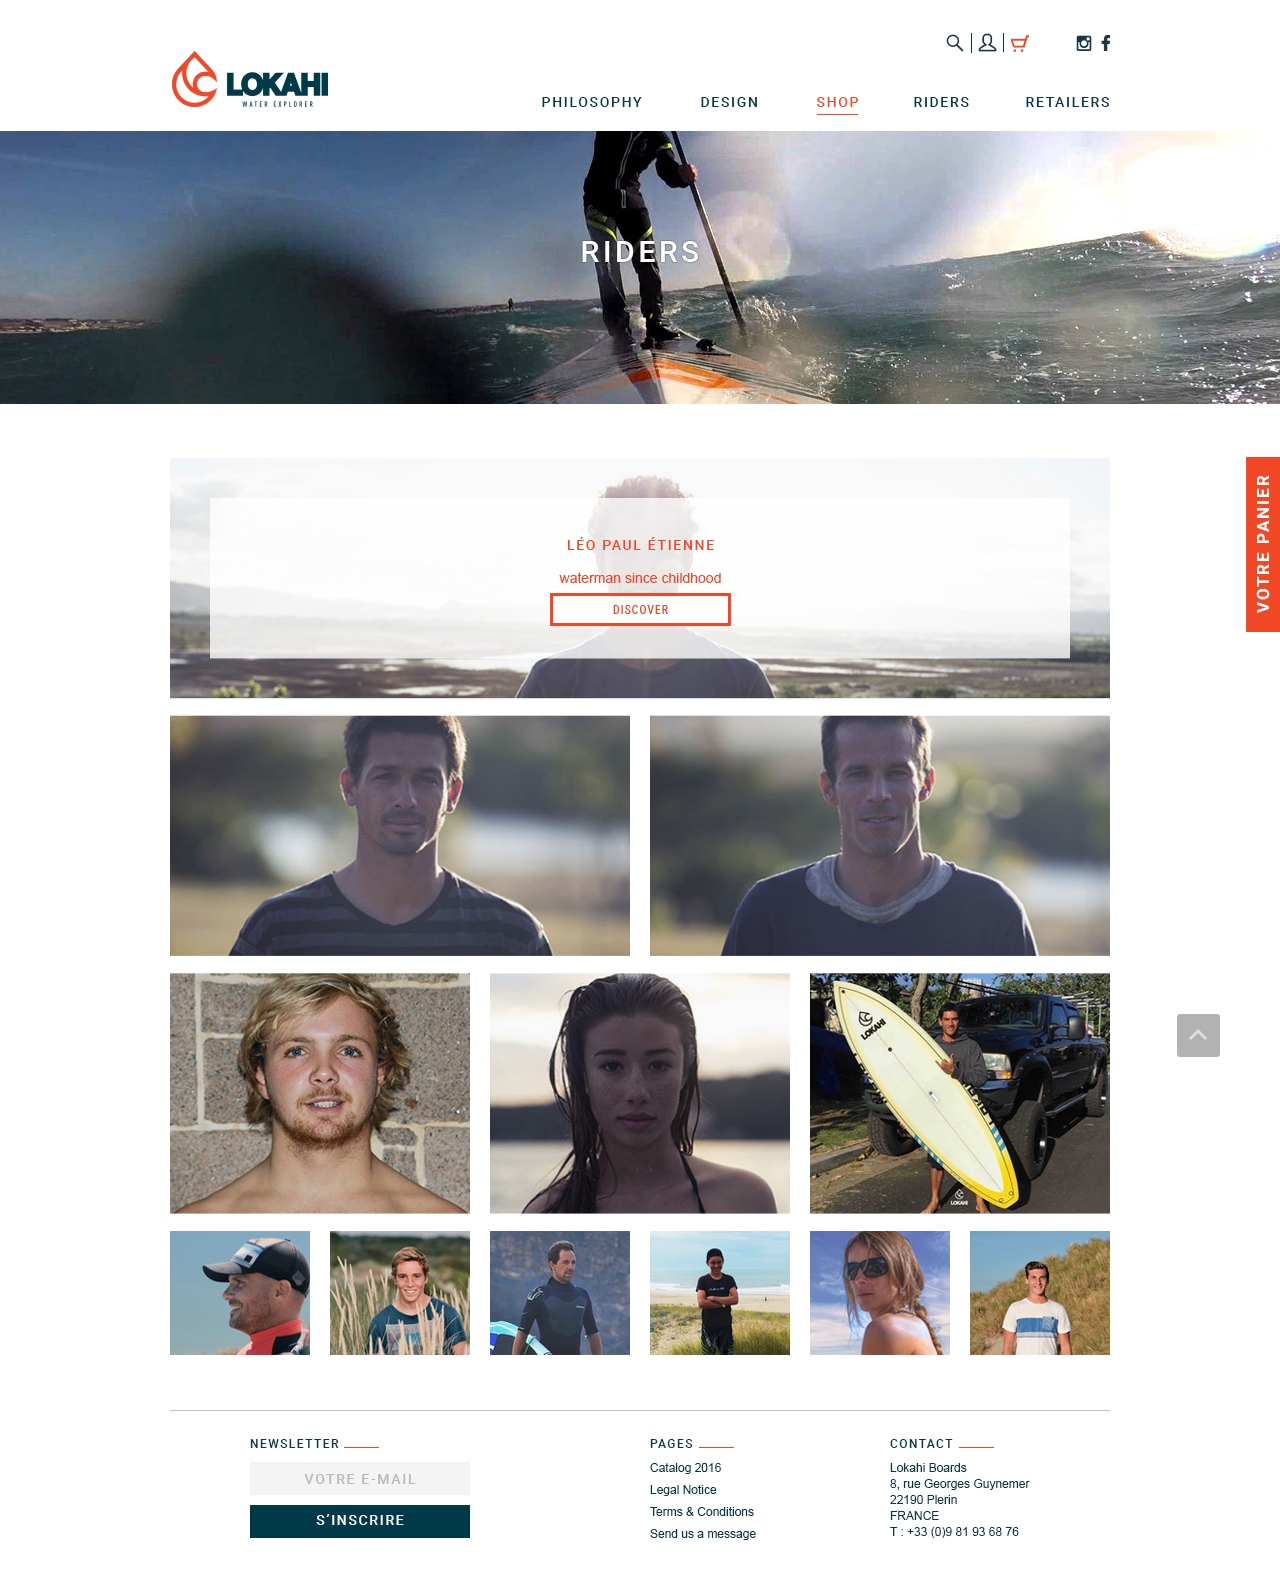 LOKAHI
WATER EXPLORER
PHILOSOPHY
DESIGN
SHOP
RIDERS
RETAILERS
RIDERS
VOTRE PANIER
LÉO PAUL ÉTIENNE
waterman since childhood
DISCOVER
LOKAHI
LOKAHI
NEWSLETTER
VOTRE E-MAIL
S’INSCRIRE
PAGES
Catalog 2016
Legal Notice
Terms & Conditions
Send us a message
CONTACT
Lokahi Boards
8, rue Georges Guynemer
22190 Plerin
FRANCE
T : +33 (0)9 81 93 68 76